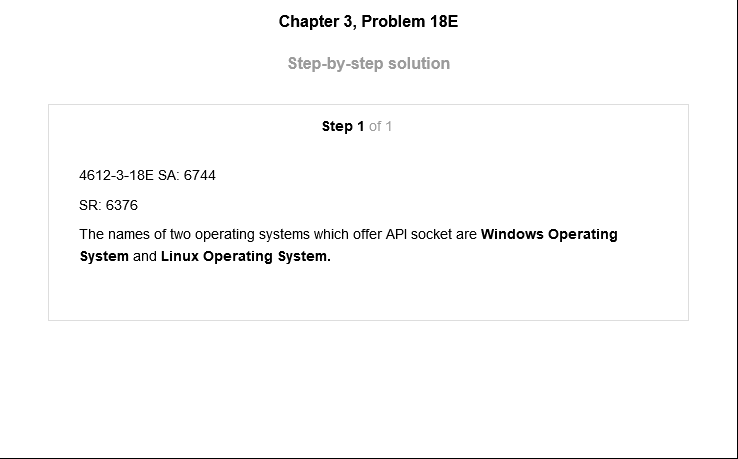 Chapter 3, Problem 18E
Step-by-step solution
Step 1 of 1
4612-3-18E SA: 6744
SR: 6376
The names of two operating systems which offer API socket are Windows Operating
System and Linux Operating System.